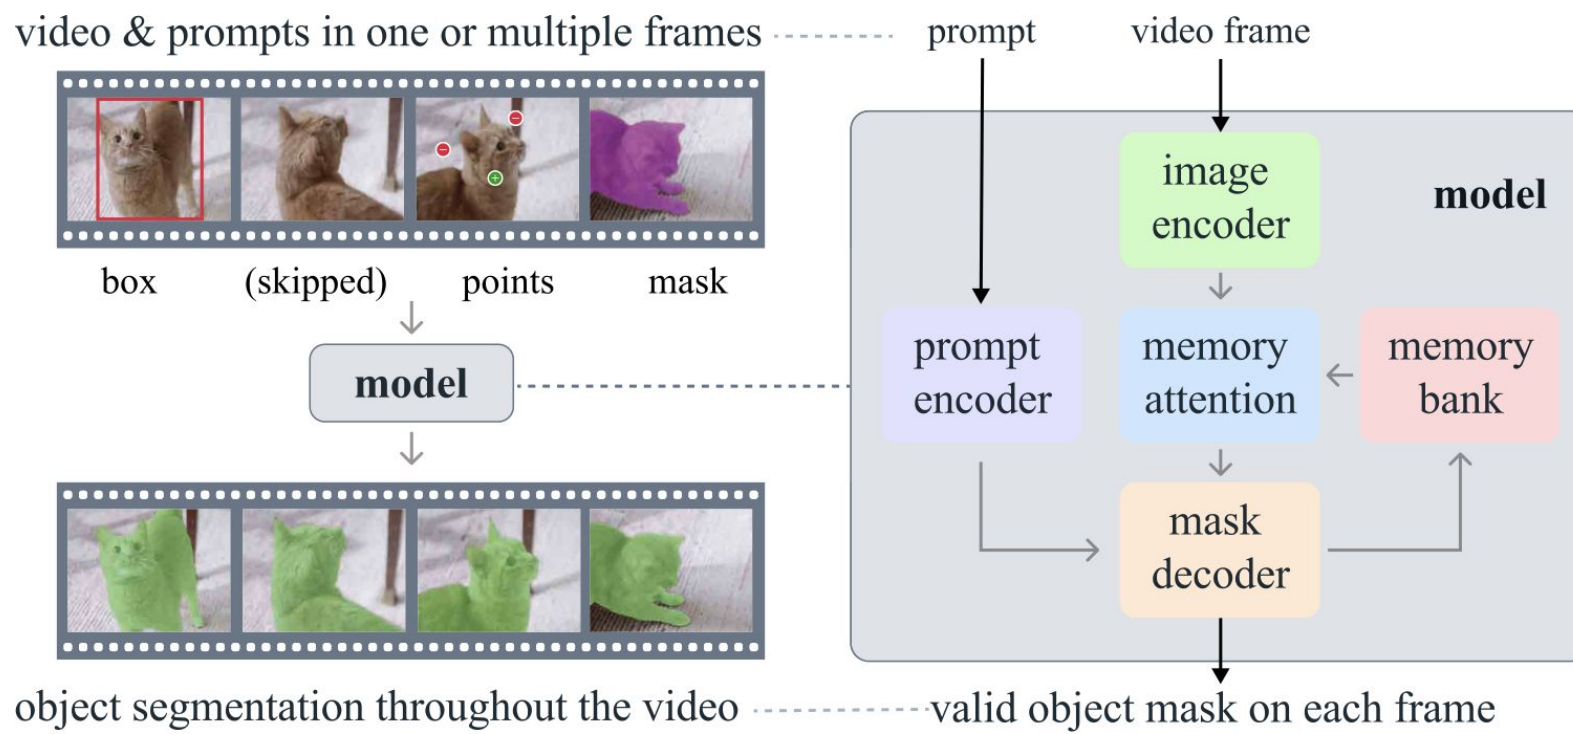 video & prompts in one or multiple frames
prompt
video frame
box
(skipped)
points
mask
model
object segmentation throughout the video
model
image
encoder
prompt
encoder
memory
attention
memory
bank
mask
decoder
valid object mask on each frame